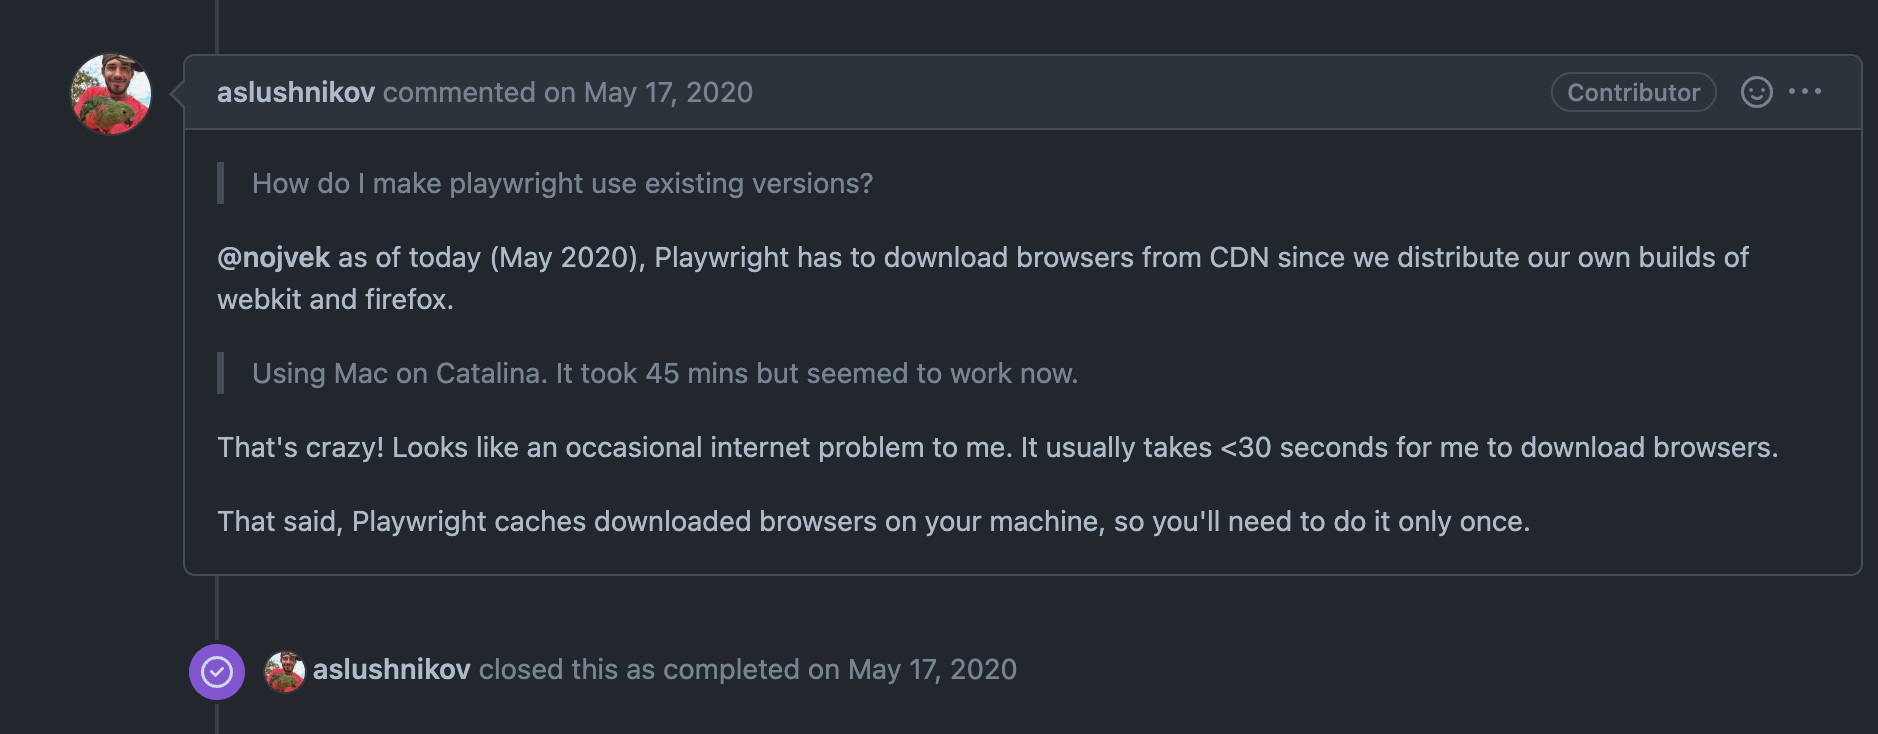 aslushnikov commented on May 17, 2020
Contributor
How do I make playwright use existing versions?
@nojvek as of today (May 2020), Playwright has to download browsers from CDN since we distribute our own builds of
webkit and firefox.
Using Mac on Catalina. It took 45 mins but seemed to work now.
That's crazy! Looks like an occasional internet problem to me. It usually takes <30 seconds for me to download browsers.
That said, Playwright caches downloaded browsers on your machine, so you'll need to do it only once.
aslushnikov closed this as completed on May 17, 2020